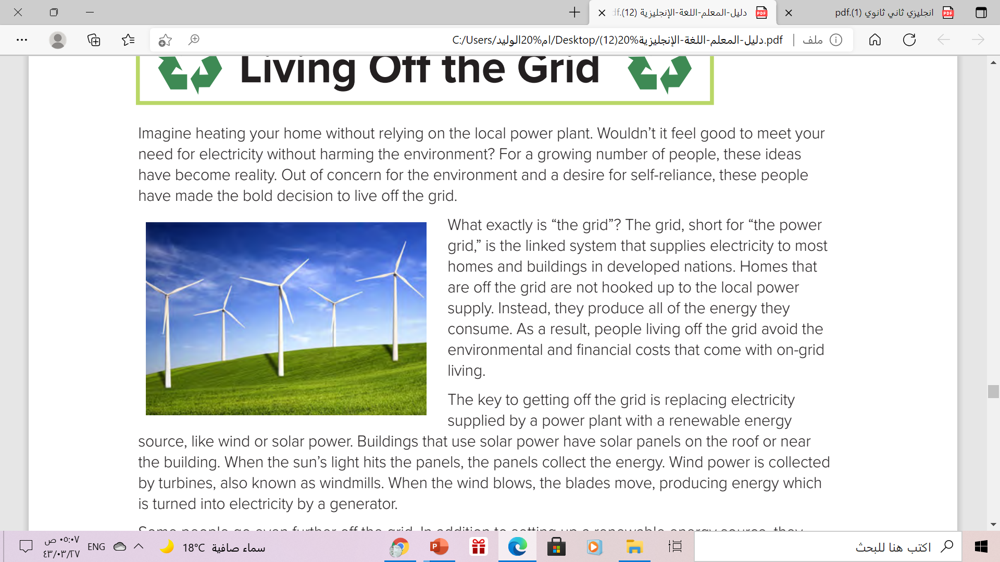 دليل-المعلم-اللغة-الإنجليزية (12).pdf
انجليزي ثاني ثانوي (1).pdf
C:/Users/ام%20الوليد/Desktop/دليل-المعلم-اللغة-الإنجليزية%20(12).pdf
ملف
Living Off the Grid
Imagine heating your home without relying on the local power plant. Wouldn’t it feel good to meet your
need for electricity without harming the environment? For a growing number of people, these ideas
have become reality. Out of concern for the environment and a desire for self-reliance, these people
have made the bold decision to live off the grid.
What exactly is “the grid”? The grid, short for “the power
grid,” is the linked system that supplies electricity to most
homes and buildings in developed nations. Homes that
are off the grid are not hooked up to the local power
supply. Instead, they produce all of the energy they
consume. As a result, people living off the grid avoid the
environmental and financial costs that come with on-grid
living.
The key to getting off the grid is replacing electricity
supplied by a power plant with a renewable energy
source, like wind or solar power. Buildings that use solar power have solar panels on the roof or near
the building. When the sun’s light hits the panels, the panels collect the energy. Wind power is collected
by turbines, also known as windmills. When the wind blows, the blades move, producing energy which
is turned into electricity by a generator.
Some people go even further off the grid. In addition to setting up a renewable energy source, they
٠٥:٠٧ ص
٤٣/٠٣/٢٧
ENG
18°C سماء صافية
اكتب هنا للبحث